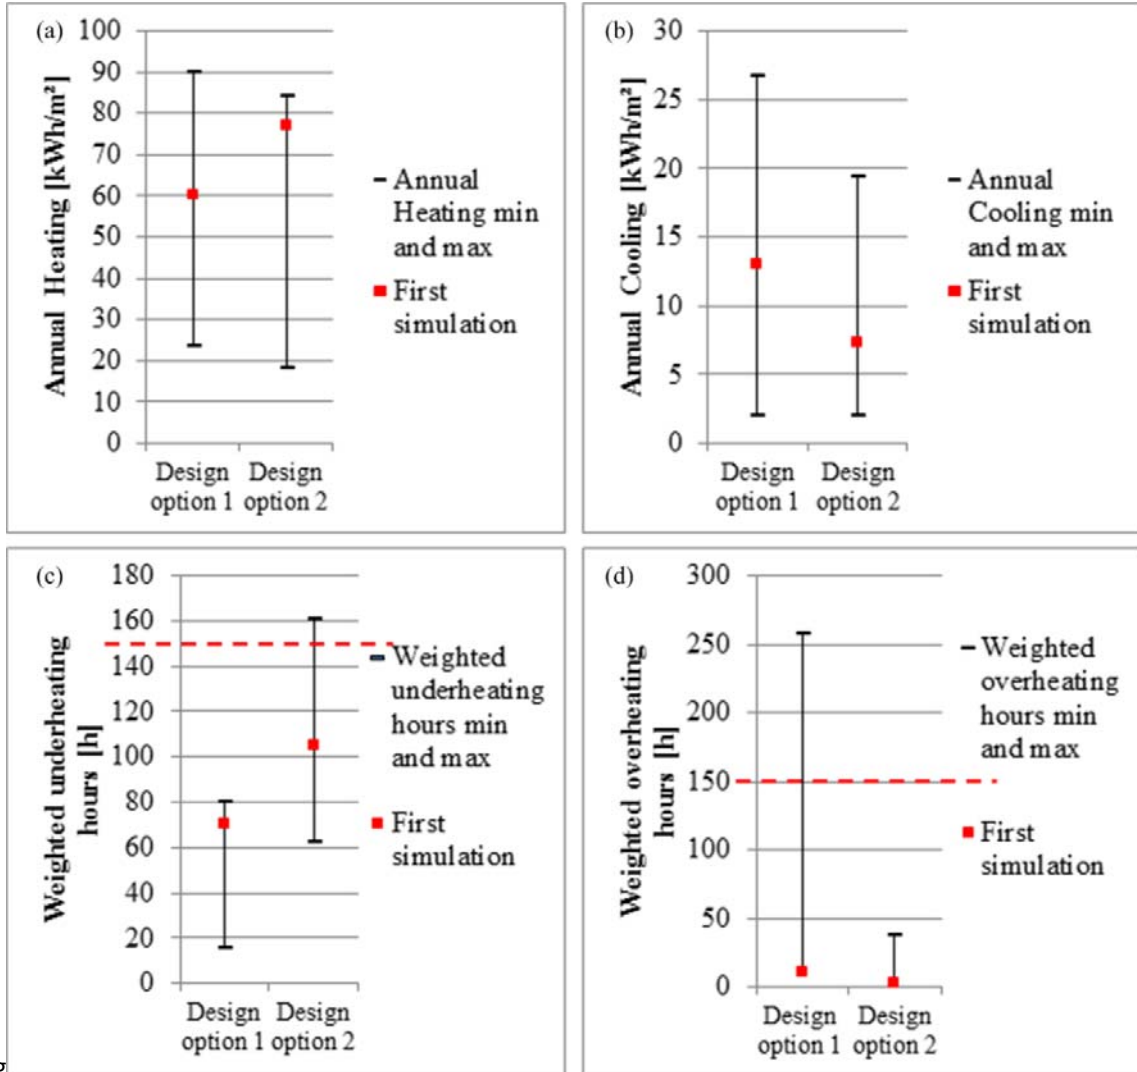 (a)
Annual Heating [kWh/m²]
100
90
80
70
60
50
40
30
20
10
0
Design
option 1
Design
option 2
Annual
Heating min
and max
First
simulation
(b)
Annual Cooling [kWh/m²]
30
25
20
15
10
5
0
Design
option 1
Design
option 2
Annual
Cooling min
and max
First
simulation
(c)
Weighted underheating
hours [h]
180
160
140
120
100
80
60
40
20
0
Design
option 1
Design
option 2
Weighted
underheating
hours min
and max
First
simulation
(d)
Weighted overheating
hours [h]
300
250
200
150
100
50
0
Design
option 1
Design
option 2
Weighted
overheating
hours min
and max
First
simulation
g